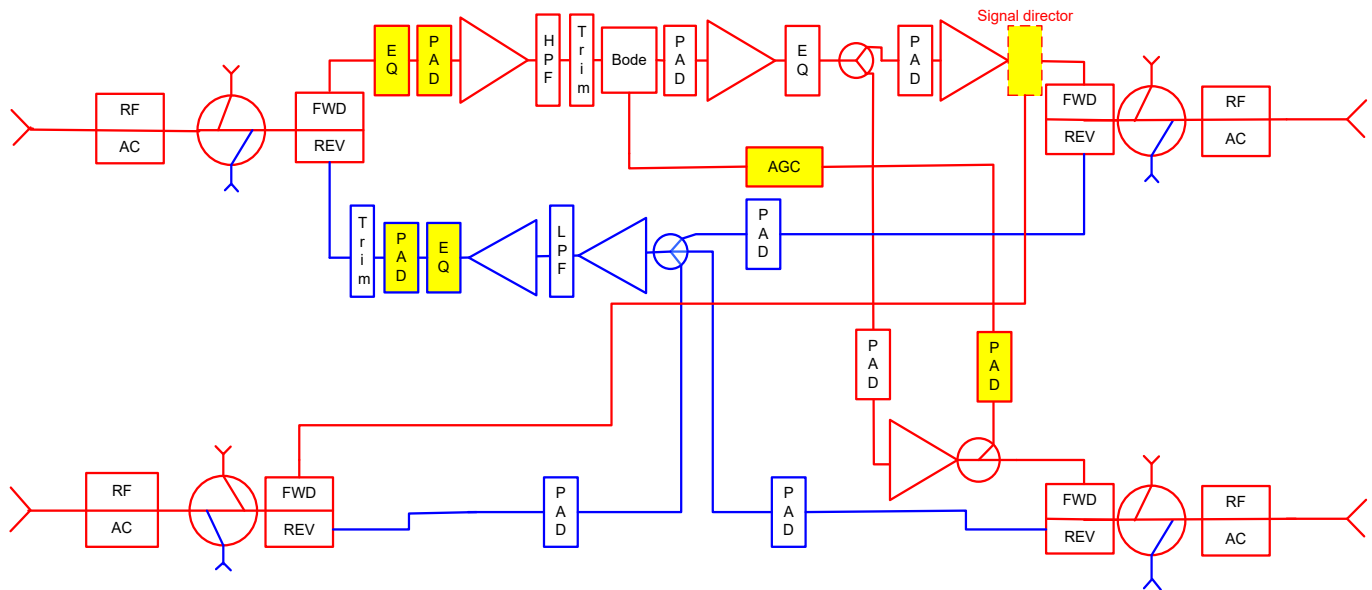 Signal director
EQ
PAD
HPF
Trim
Bode
PAD
EQ
PAD
RF
AC
FWD
REV
FWD
REV
RF
AC
AGC
Trim
PAD
EQ
LPF
PAD
PAD
PAD
RF
AC
FWD
REV
PAD
PAD
FWD
REV
RF
AC